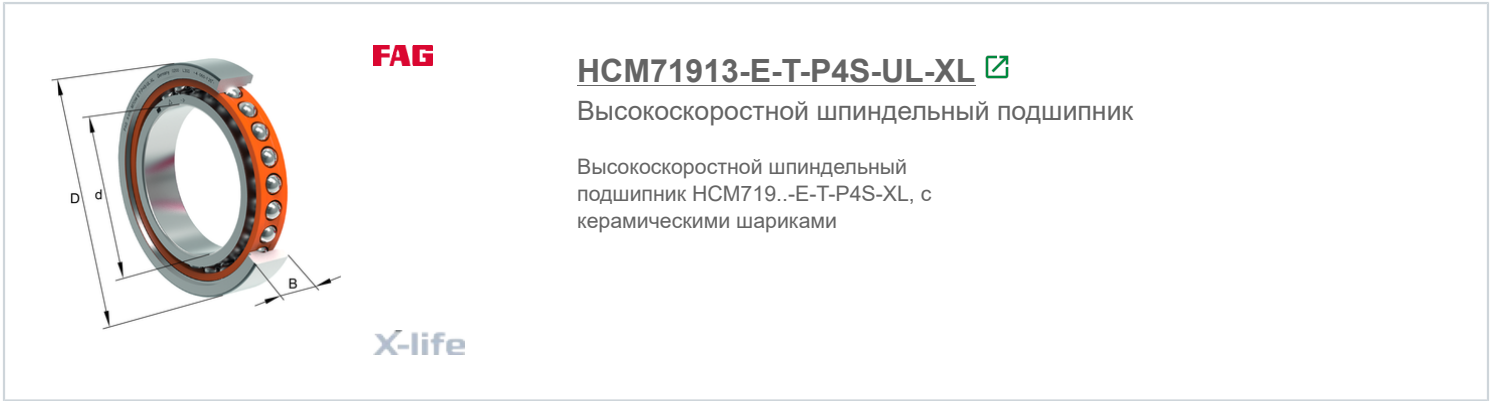 FAG
HCM71913-E-T-P4S-UL-XL
Высокоскоростной шпиндельный подшипник
Высокоскоростной шпиндельный
подшипник HCM719..-E-T-P4S-XL, с
керамическими шариками
D
d
B
X-life